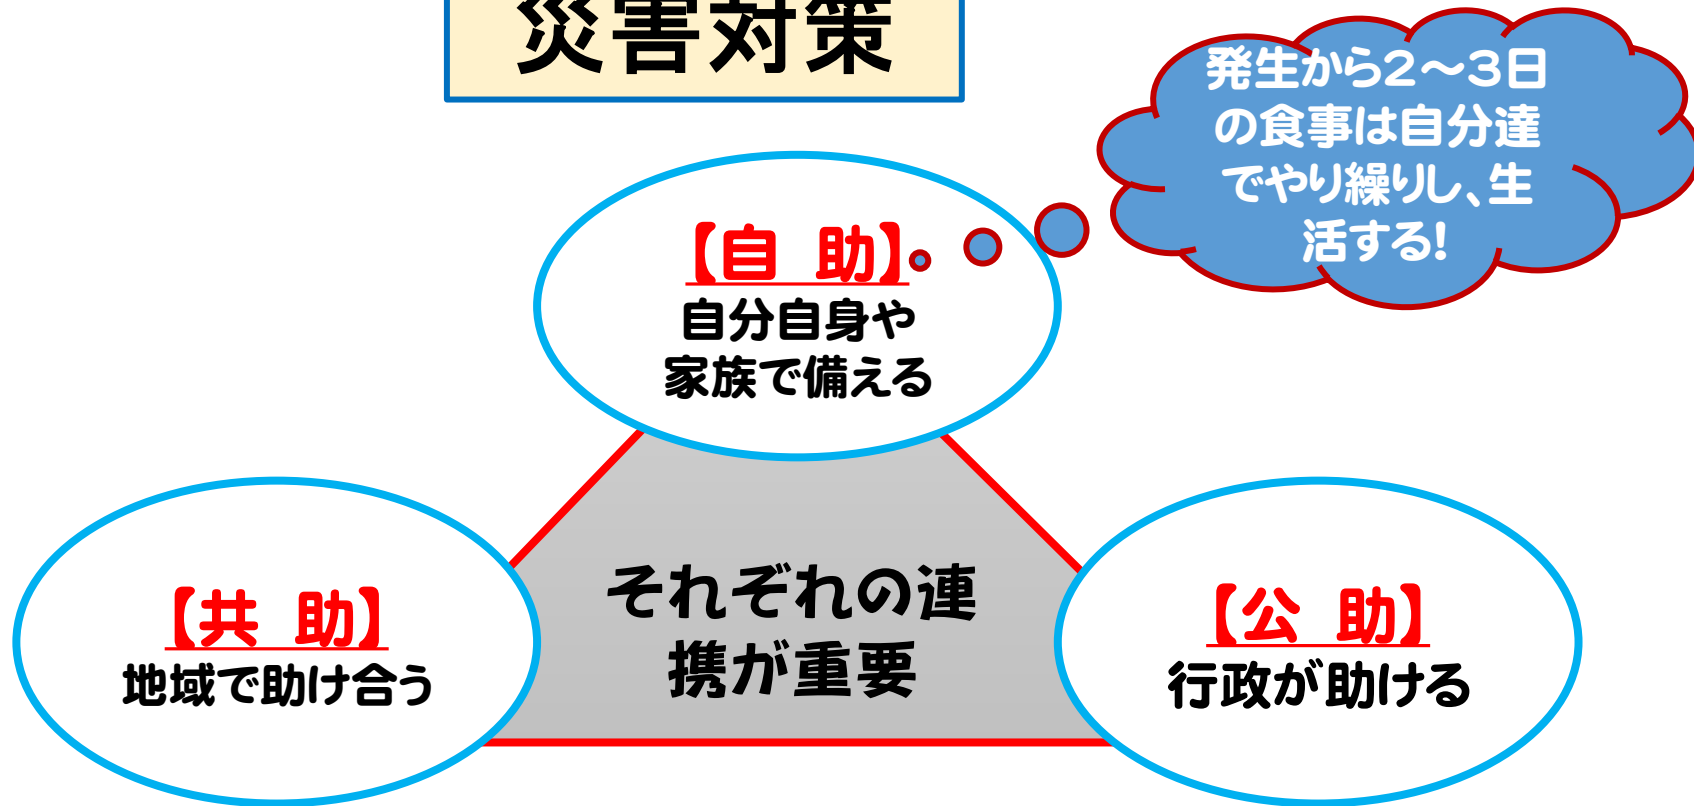 災害対策
発生から２～３日
の食事は自分達
でやり繰りし、生
活する!
【自　助】
自分自身や
家族で備える
それぞれの連
携が重要
【共　助】
地域で助け合う
【公　助】
行政が助ける